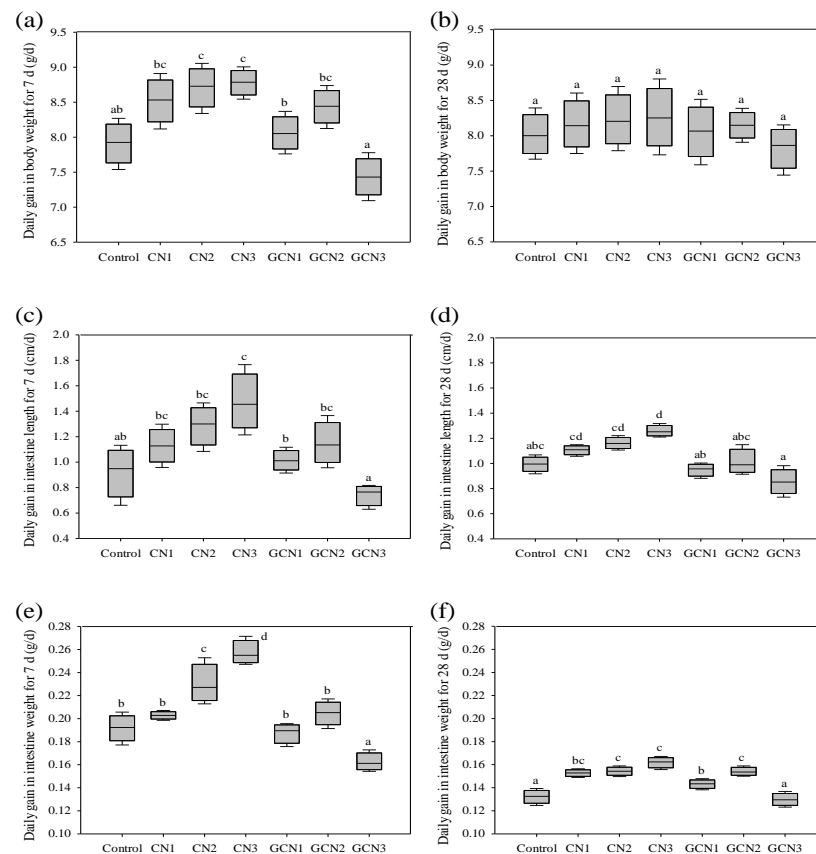 (a)
Daily gain in body weight for 7 d (g/d)
9.5
9.0
8.5
8.0
7.5
7.0
6.5
ab
bc
c
c
b
bc
a
Control CN1 CN2 CN3 GCN1 GCN2 GCN3
(b)
Daily gain in body weight for 28 d (g/d)
9.5
9.0
8.5
8.0
7.5
7.0
6.5
a
a
a
a
a
a
a
Control CN1 CN2 CN3 GCN1 GCN2 GCN3
(c)
Daily gain in intestine length for 7 d (cm/d)
2.0
1.8
1.6
1.4
1.2
1.0
0.8
0.6
0.4
ab
bc
bc
c
b
bc
a
Control CN1 CN2 CN3 GCN1 GCN2 GCN3
(d)
Daily gain in intestine length for 28 d (cm/d)
2.0
1.8
1.6
1.4
1.2
1.0
0.8
0.6
0.4
abc
cd
cd
d
ab
abc
a
Control CN1 CN2 CN3 GCN1 GCN2 GCN3
(e)
Daily gain in intestine weight for 7 d (g/d)
0.28
0.26
0.24
0.22
0.20
0.18
0.16
0.14
0.12
0.10
b
b
c
d
b
b
a
Control CN1 CN2 CN3 GCN1 GCN2 GCN3
(f)
Daily gain in intestine weight for 28 d (g/d)
0.28
0.26
0.24
0.22
0.20
0.18
0.16
0.14
0.12
0.10
a
bc
c
c
b
c
a
Control CN1 CN2 CN3 GCN1 GCN2 GCN3